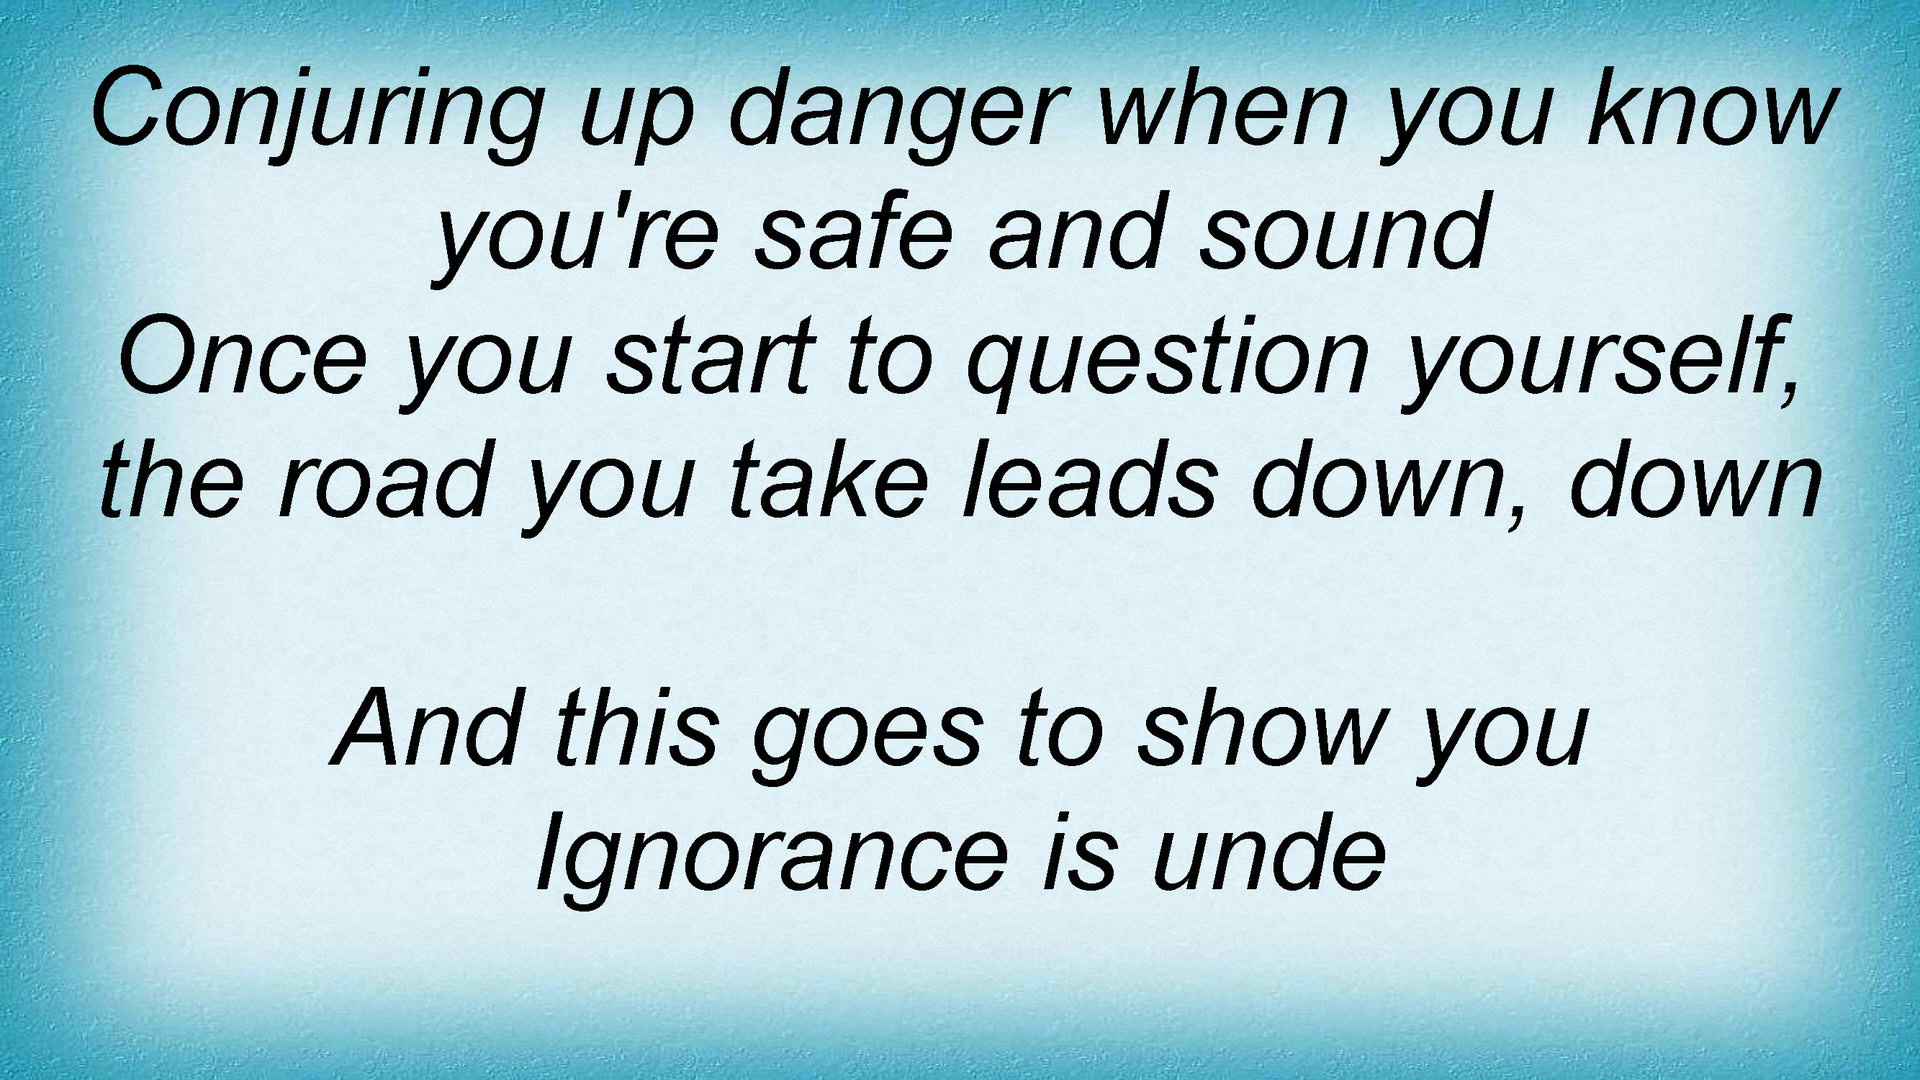 Conjuring up danger when you know
you're safe and sound
Once you start to question yourself,
the road you take leads down, down
And this goes to show you
Ignorance is unde